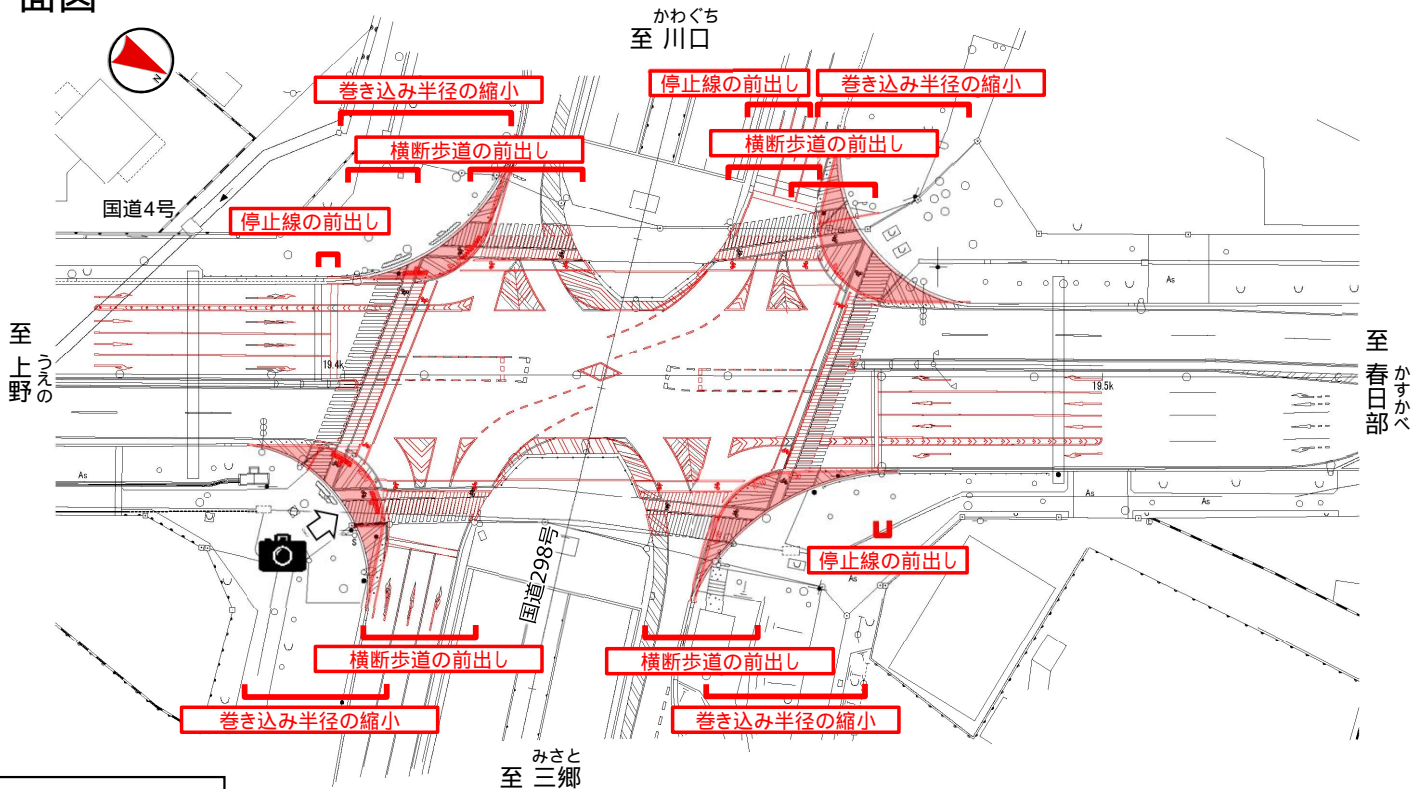 面図
かわぐち
至 川口
N
巻き込み半径の縮小
停止線の前出し
巻き込み半径の縮小
横断歩道の前出し
横断歩道の前出し
国道4号
停止線の前出し
As
至 上野
うえの
19.4k
至 春日部
かすかべ
19.5k
As
As
As
S
国道298号
停止線の前出し
As
横断歩道の前出し
横断歩道の前出し
巻き込み半径の縮小
巻き込み半径の縮小
みさと
至 三郷